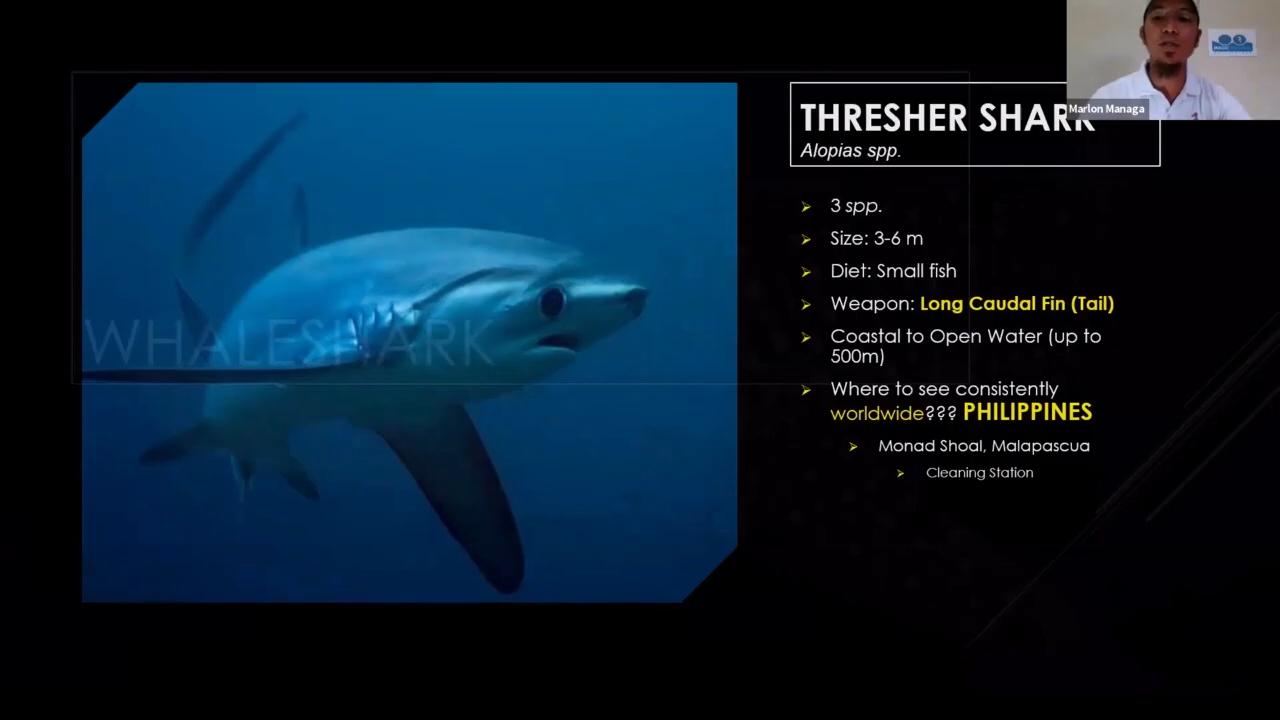 Marlon Managa
THRESHER SHARK
Alopias spp.
➢ 3 spp.
➢ Size: 3-6 m
➢ Diet: Small fish
➢ Weapon: Long Caudal Fin (Tail)
➢ Coastal to Open Water (up to
500m)
➢ Where to see consistently
worldwide??? PHILIPPINES
➢ Monad Shoal, Malapascua
➢ Cleaning Station
WHALESHARK